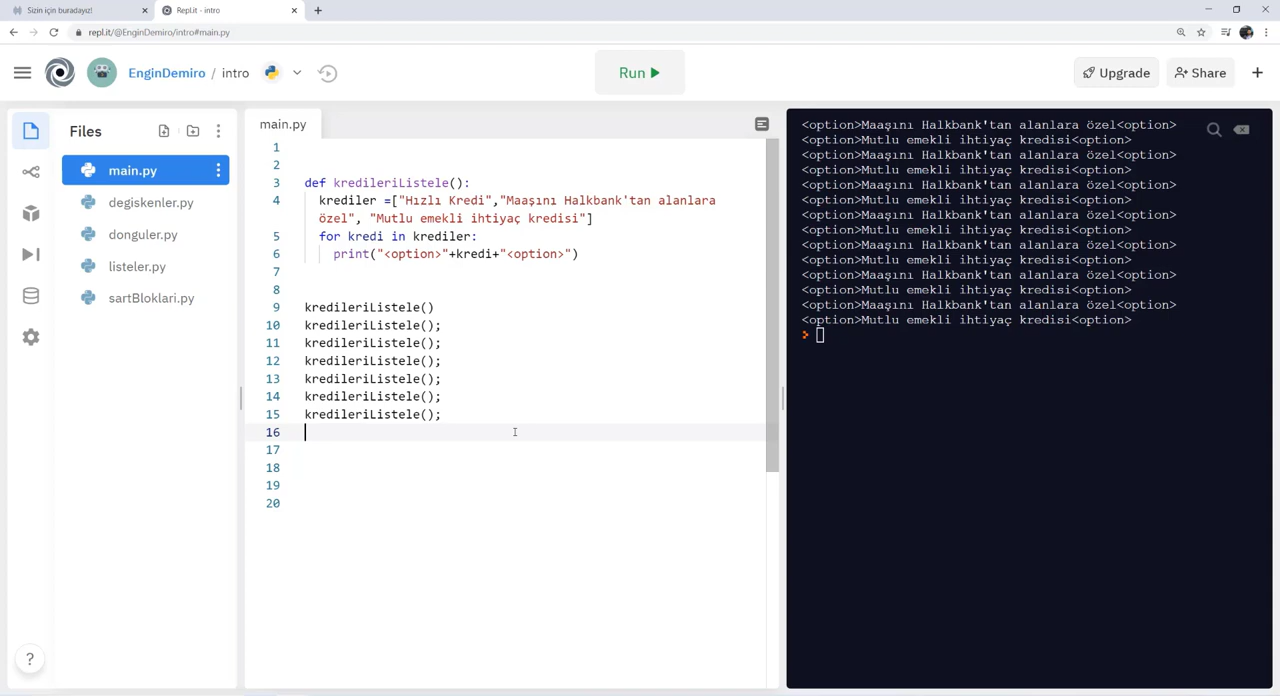 Sizin için buradayız!
Repl.it - intro
repl.it/@EnginDemiro/intro#main.py
EnginDemiro / intro
Run
Upgrade
Share
Files
main.py
degiskenler.py
donguler.py
listeler.py
sartBloklari.py
main.py
1
2
3 def kredileriListele():
4 krediler =["Hızlı Kredi","Maaşını Halkbank'tan alanlara
özel", "Mutlu emekli ihtiyaç kredisi"]
5 for kredi in krediler:
6 print("<option>"+kredi+"<option>")
7
8
9 kredileriListele()
10 kredileriListele();
11 kredileriListele();
12 kredileriListele();
13 kredileriListele();
14 kredileriListele();
15 kredileriListele();
16
17
18
19
20
<option>Maaşını Halkbank'tan alanlara özel<option>
<option>Mutlu emekli ihtiyaç kredisi<option>
<option>Maaşını Halkbank'tan alanlara özel<option>
<option>Mutlu emekli ihtiyaç kredisi<option>
<option>Maaşını Halkbank'tan alanlara özel<option>
<option>Mutlu emekli ihtiyaç kredisi<option>
<option>Maaşını Halkbank'tan alanlara özel<option>
<option>Mutlu emekli ihtiyaç kredisi<option>
<option>Maaşını Halkbank'tan alanlara özel<option>
<option>Mutlu emekli ihtiyaç kredisi<option>
<option>Maaşını Halkbank'tan alanlara özel<option>
<option>Mutlu emekli ihtiyaç kredisi<option>
<option>Maaşını Halkbank'tan alanlara özel<option>
<option>Mutlu emekli ihtiyaç kredisi<option>
?